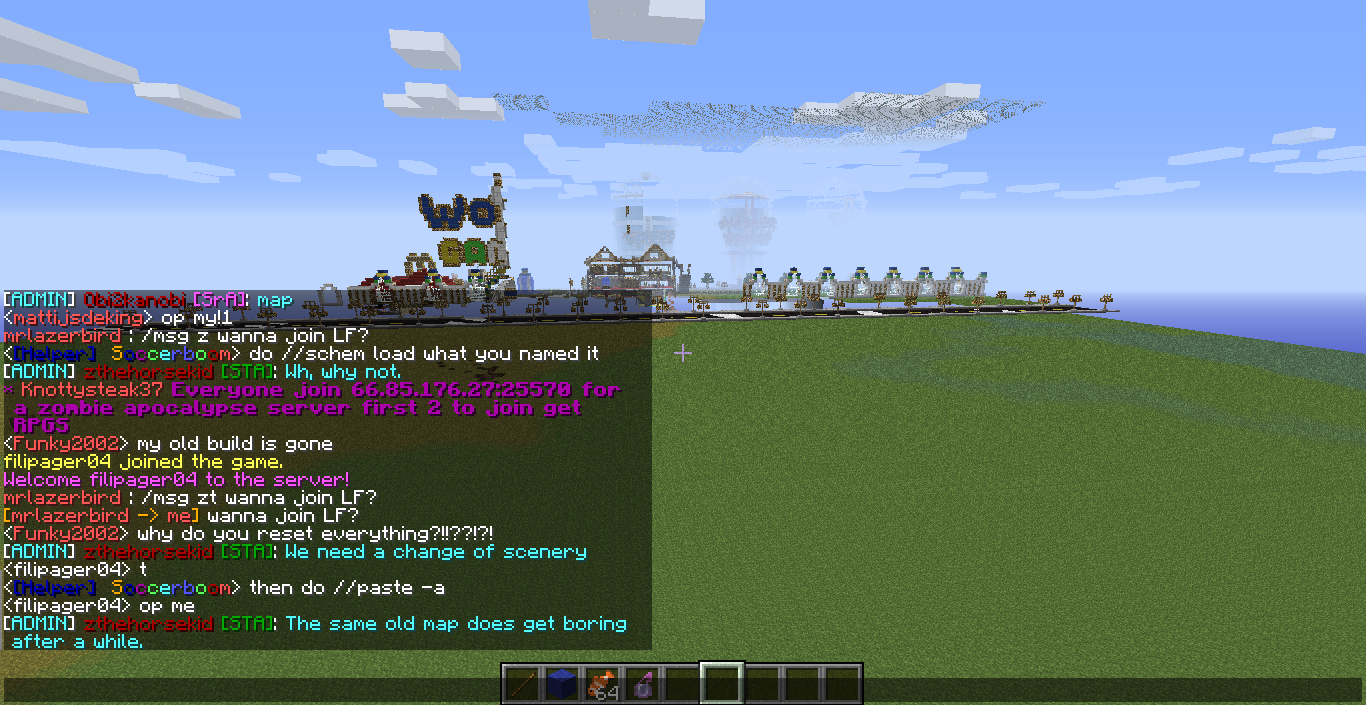 Wo
GA
[ADMIN] Obi2kanobi [SrA]: map
<mattijsdeking> op my!1
mrlazerbird : /msg z wanna join LF?
<[Helper] Soccerboom> do //schem load what you named it
[ADMIN] zthehorsekid [STA]: Wh, why not.
* Knottysteak37 Everyone join 66.85.176.27:25570 for
a zombie apocalypse server first 2 to join get
RPGS
<Funky2002> my old build is gone
filipager04 joined the game.
Welcome filipager04 to the server!
mrlazerbird : /msg zt wanna join LF?
[mrlazerbird -> me] wanna join LF?
<Funky2002> why do you reset everything?!!??!?!
[ADMIN] zthehorsekid [STA]: We need a change of scenery
<filipager04> t
<[Helper] Soccerboom> then do //paste -a
<filipager04> op me
[ADMIN] zthehorsekid [STA]: The same old map does get boring
after a while.
64